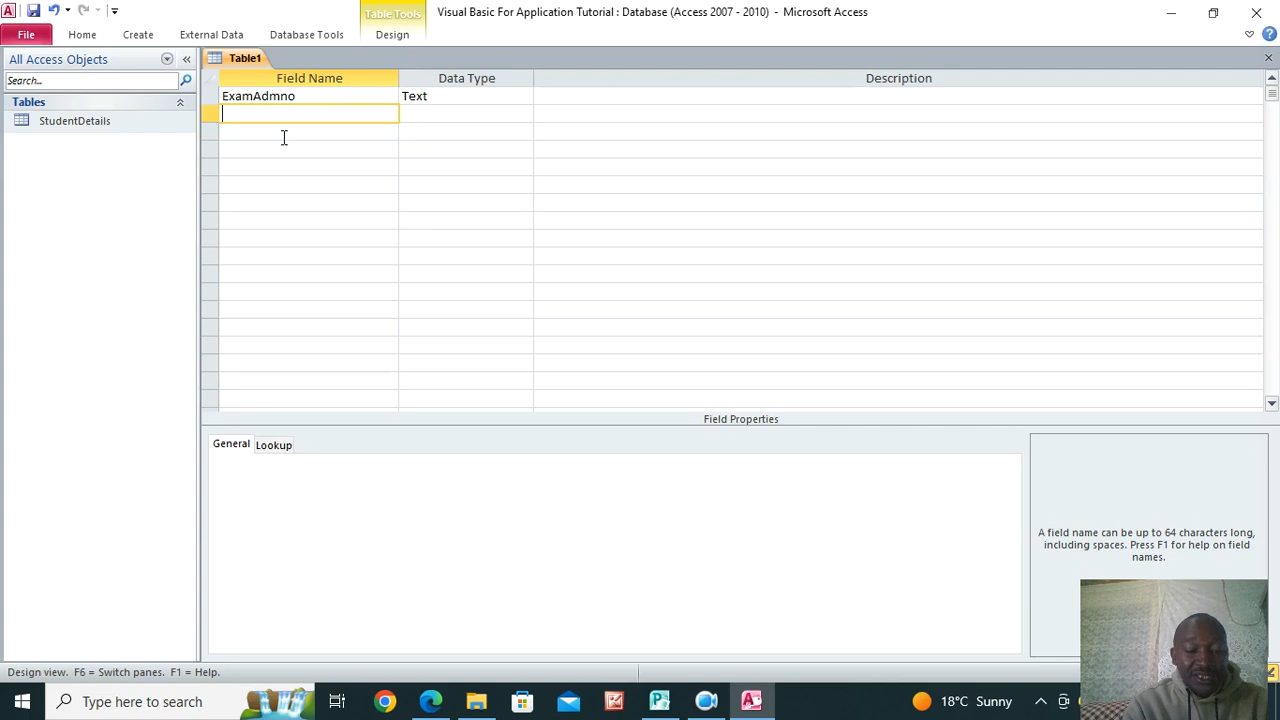 Table Tools
Visual Basic For Application Tutorial : Database (Access 2007 - 2010) - Microsoft Access
File
Home
Create
External Data
Database Tools
Design
All Access Objects
Search...
Tables
StudentDetails
Table1
Field Name
Data Type
Description
ExamAdmno
Text
Field Properties
General
Lookup
A field name can be up to 64 characters long,
including spaces. Press F1 for help on field
names.
Design view. F6 = Switch panes. F1 = Help.
Type here to search
18°C Sunny